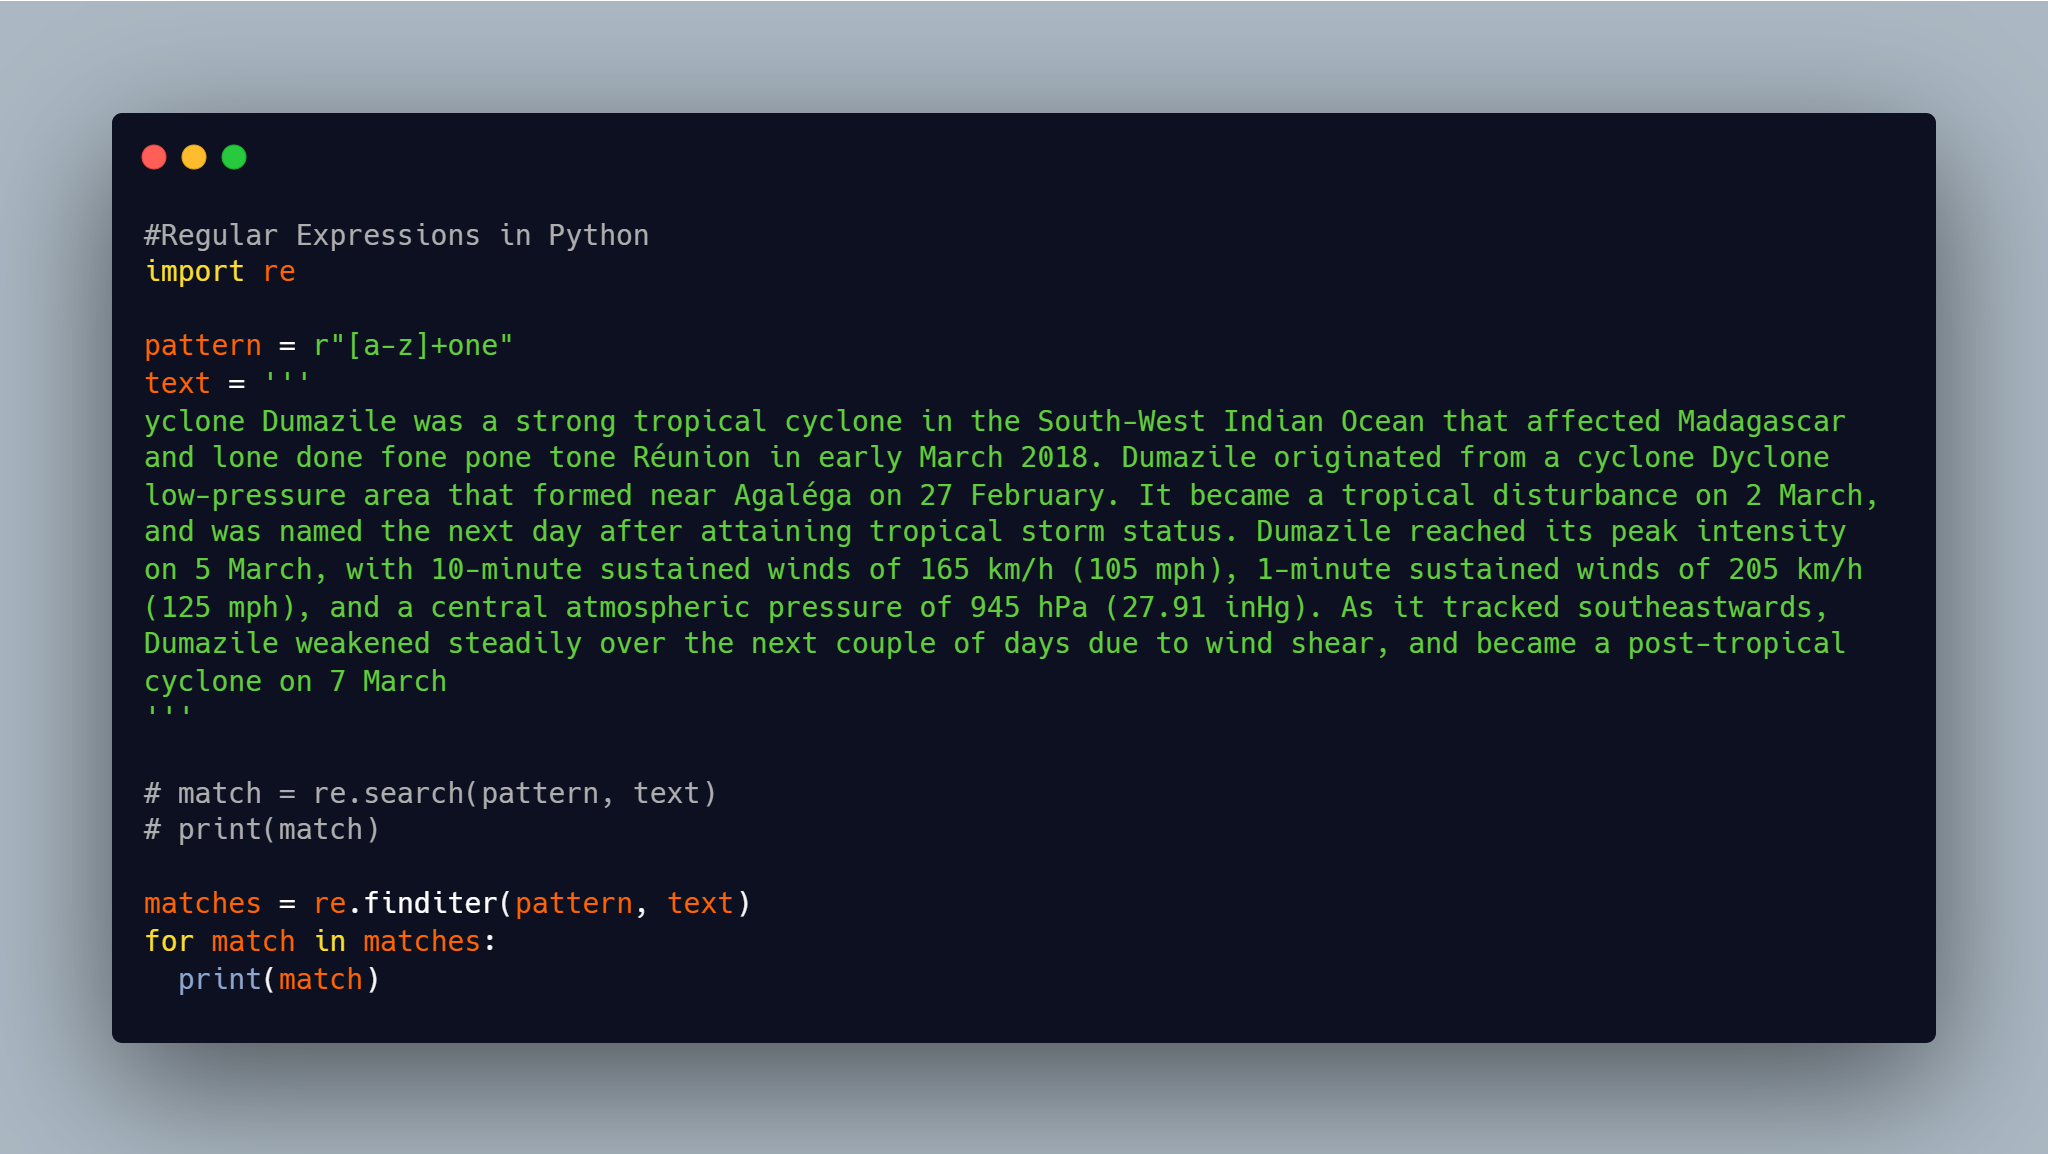 #Regular Expressions in Python
import re
pattern = r"[a-z]+one"
text = '''
yclone Dumazile was a strong tropical cyclone in the South-West Indian Ocean that affected Madagascar
and lone done fone pone tone Réunion in early March 2018. Dumazile originated from a cyclone Dyclone
low-pressure area that formed near Agaléga on 27 February. It became a tropical disturbance on 2 March,
and was named the next day after attaining tropical storm status. Dumazile reached its peak intensity
on 5 March, with 10-minute sustained winds of 165 km/h (105 mph), 1-minute sustained winds of 205 km/h
(125 mph), and a central atmospheric pressure of 945 hPa (27.91 inHg). As it tracked southeastwards,
Dumazile weakened steadily over the next couple of days due to wind shear, and became a post-tropical
cyclone on 7 March
'''
# match = re.search(pattern, text)
# print(match)
matches = re.finditer(pattern, text)
for match in matches:
  print(match)